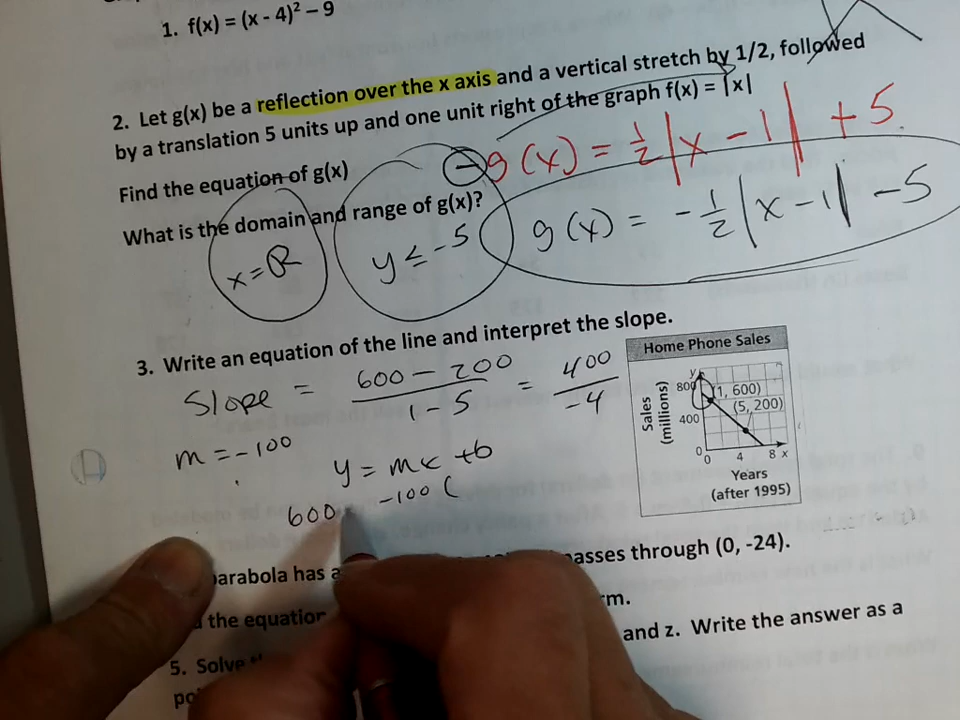 1. f(x) = (x - 4)² – 9
2. Let g(x) be a reflection over the x axis and a vertical stretch by 1/2, followed
by a translation 5 units up and one unit right of the graph f(x) = |x|
Find the equation of g(x)
What is the domain and range of g(x)?
-g(x) = 1/2|x - 1| + 5
g(x) = -1/2|x - 1| - 5
x = ℝ
y ≤ -5
3. Write an equation of the line and interpret the slope.
Slope = (600 - 200)/(1 - 5) = 400/-4
m = -100
y = mx + b
600 -100 (
Home Phone Sales
Sales
(millions)
y
800
400
0
(1, 600)
(5, 200)
0 4 8 x
Years
(after 1995)
parabola has a
passes through (0, -24).
the equation
rm.
5. Solve
and z. Write the answer as a